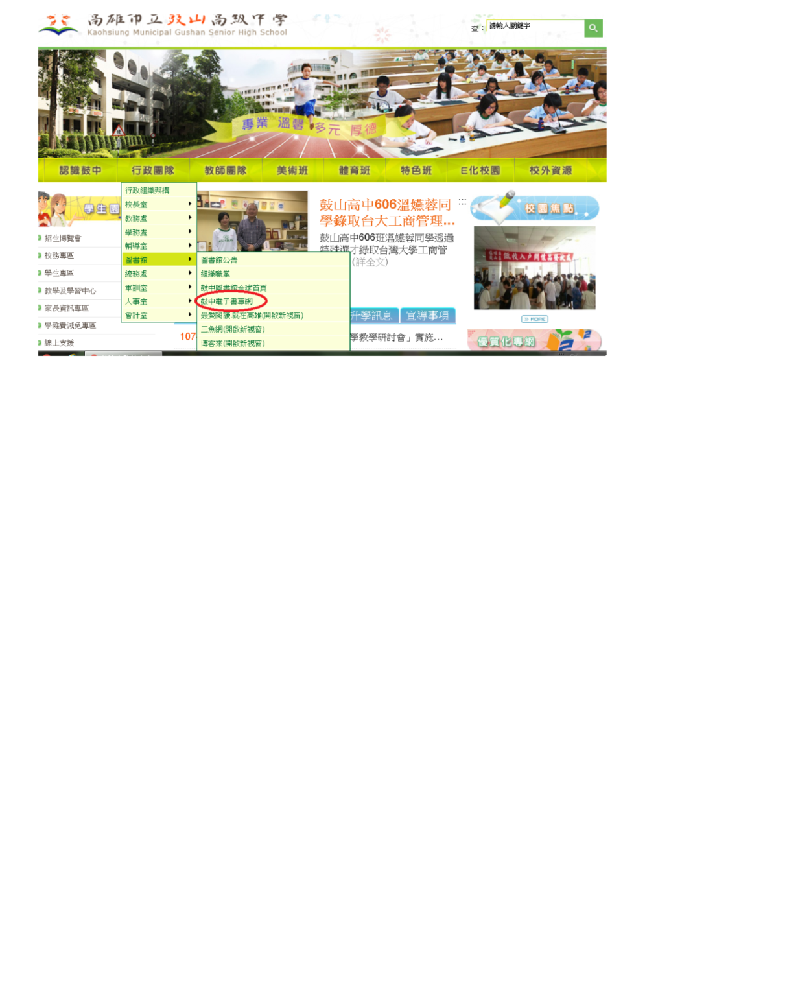 高雄市立鼓山高級中學
Kaohsiung Municipal Gushan Senior High School
查：
請輸入關鍵字
專業 溫馨 多元 厚德
認識鼓中 行政團隊 教師團隊 美術班 體育班 特色班 E化校園 校外資源
學生園
招生博覽會
校務專區
學生專區
教學及學習中心
家長資訊專區
學雜費減免專區
線上支援
行政組織架構
校長室
教務處
學務處
輔導室
圖書館
總務處
軍訓室
人事室
會計室
圖書館公告
組織職掌
鼓中圖書館全球首頁
鼓中電子書專網
最愛閱讀.就在高雄(開啟新視窗)
三魚網(開啟新視窗)
博客來(開啟新視窗)
鼓山高中606溫嬿蓉同
學錄取台大工商管理...
鼓山高中606班溫嬿蓉同學透過
特殊選才錄取台灣大學工商管
(詳全文)
升學訊息 宣導事項
107
學教學研討會」實施...
:::
校園焦點
MORE
優質化專網